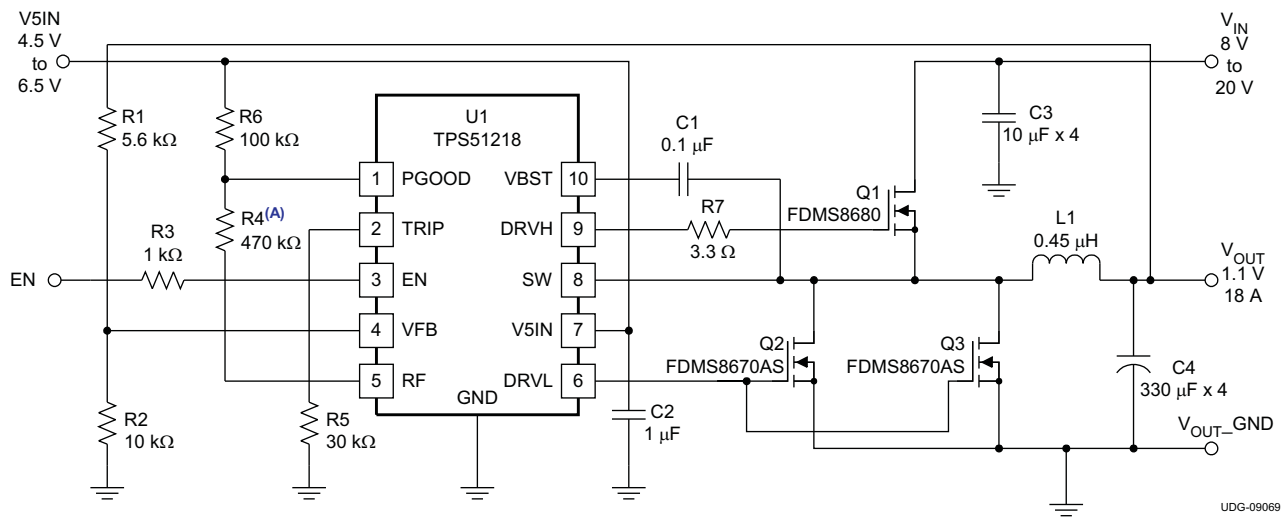 V5IN
4.5 V
to
6.5 V
VIN
8 V
to
20 V
R1
5.6 kΩ
R6
100 kΩ
U1
TPS51218
C1
0.1 μF
C3
10 μF x 4
1 PGOOD
VBST 10
Q1
FDMS8680
R4(A)
470 kΩ
2 TRIP
DRVH 9
R7
3.3 Ω
L1
0.45 μH
R3
1 kΩ
EN
3 EN
SW 8
VOUT
1.1 V
18 A
4 VFB
V5IN 7
Q2
FDMS8670AS
Q3
FDMS8670AS
5 RF
DRVL 6
GND
C4
330 μF x 4
R2
10 kΩ
R5
30 kΩ
C2
1 μF
VOUT_GND
UDG-09069